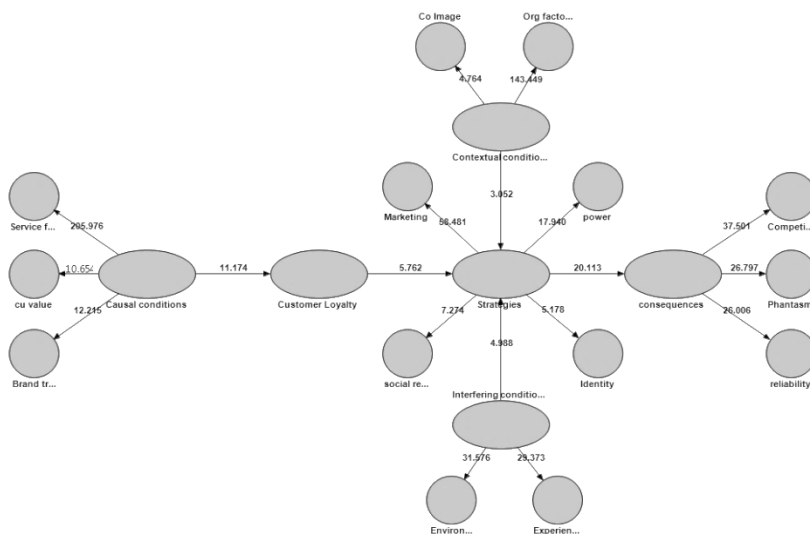 Co Image
Org facto...
4.764
143.449
Contextual conditio...
3.052
Marketing
58.481
17.940
power
Service f...
205.976
Competi...
37.501
cu value
10.654
Causal conditions
11.174
Customer Loyalty
5.762
Strategies
20.113
consequences
26.797
Phantasm
12.215
Brand tr...
7.274
5.178
26.006
reliability
social re...
4.988
Identity
Interfering conditio...
31.576
29.373
Environ...
Experien...